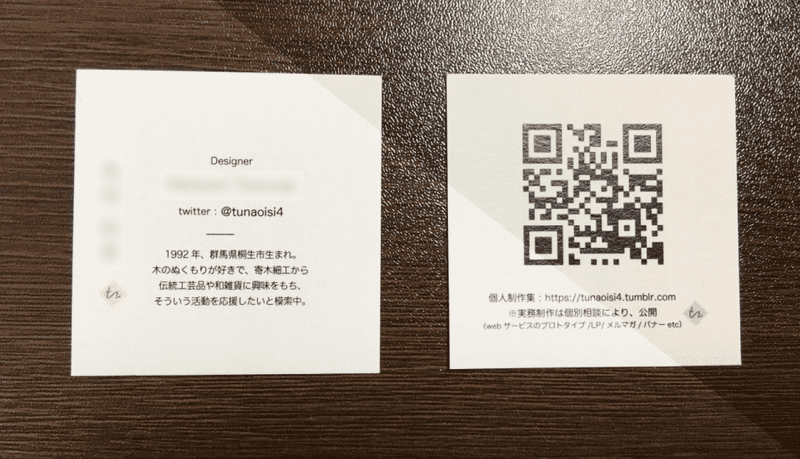 Designer
twitter : @tunaoisi4
1992 年、群馬県桐生市生まれ。
木のぬくもりが好きで、寄木細工から
伝統工芸品や和雑貨に興味をもち、
そういう活動を応援したいと模索中。
tn
個人制作集 : https://tunaoisi4.tumblr.com
※実務制作は個別相談により、公開
(web サービスのプロトタイプ /LP/ メルマガ / バナー etc)
tn